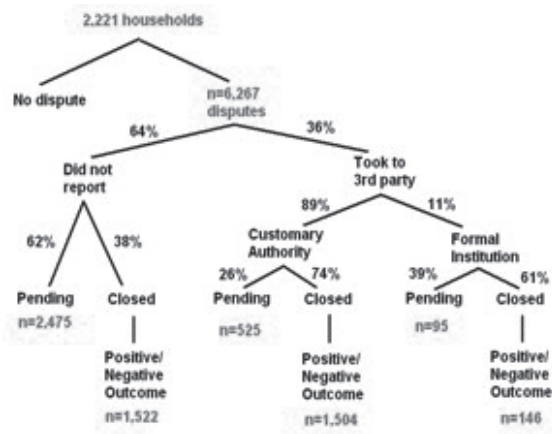 2,221 households
No dispute
n=6,267
disputes
64%
36%
Did not
report
Took to
3rd party
89%
11%
62%
38%
Customary
Authority
Formal
Institution
26%
74%
39%
61%
Pending
Closed
Pending
Closed
Pending
Closed
n=2,475
n=525
n=95
Positive/
Negative
Outcome
Positive/
Negative
Outcome
Positive/
Negative
Outcome
n=1,522
n=1,504
n=146